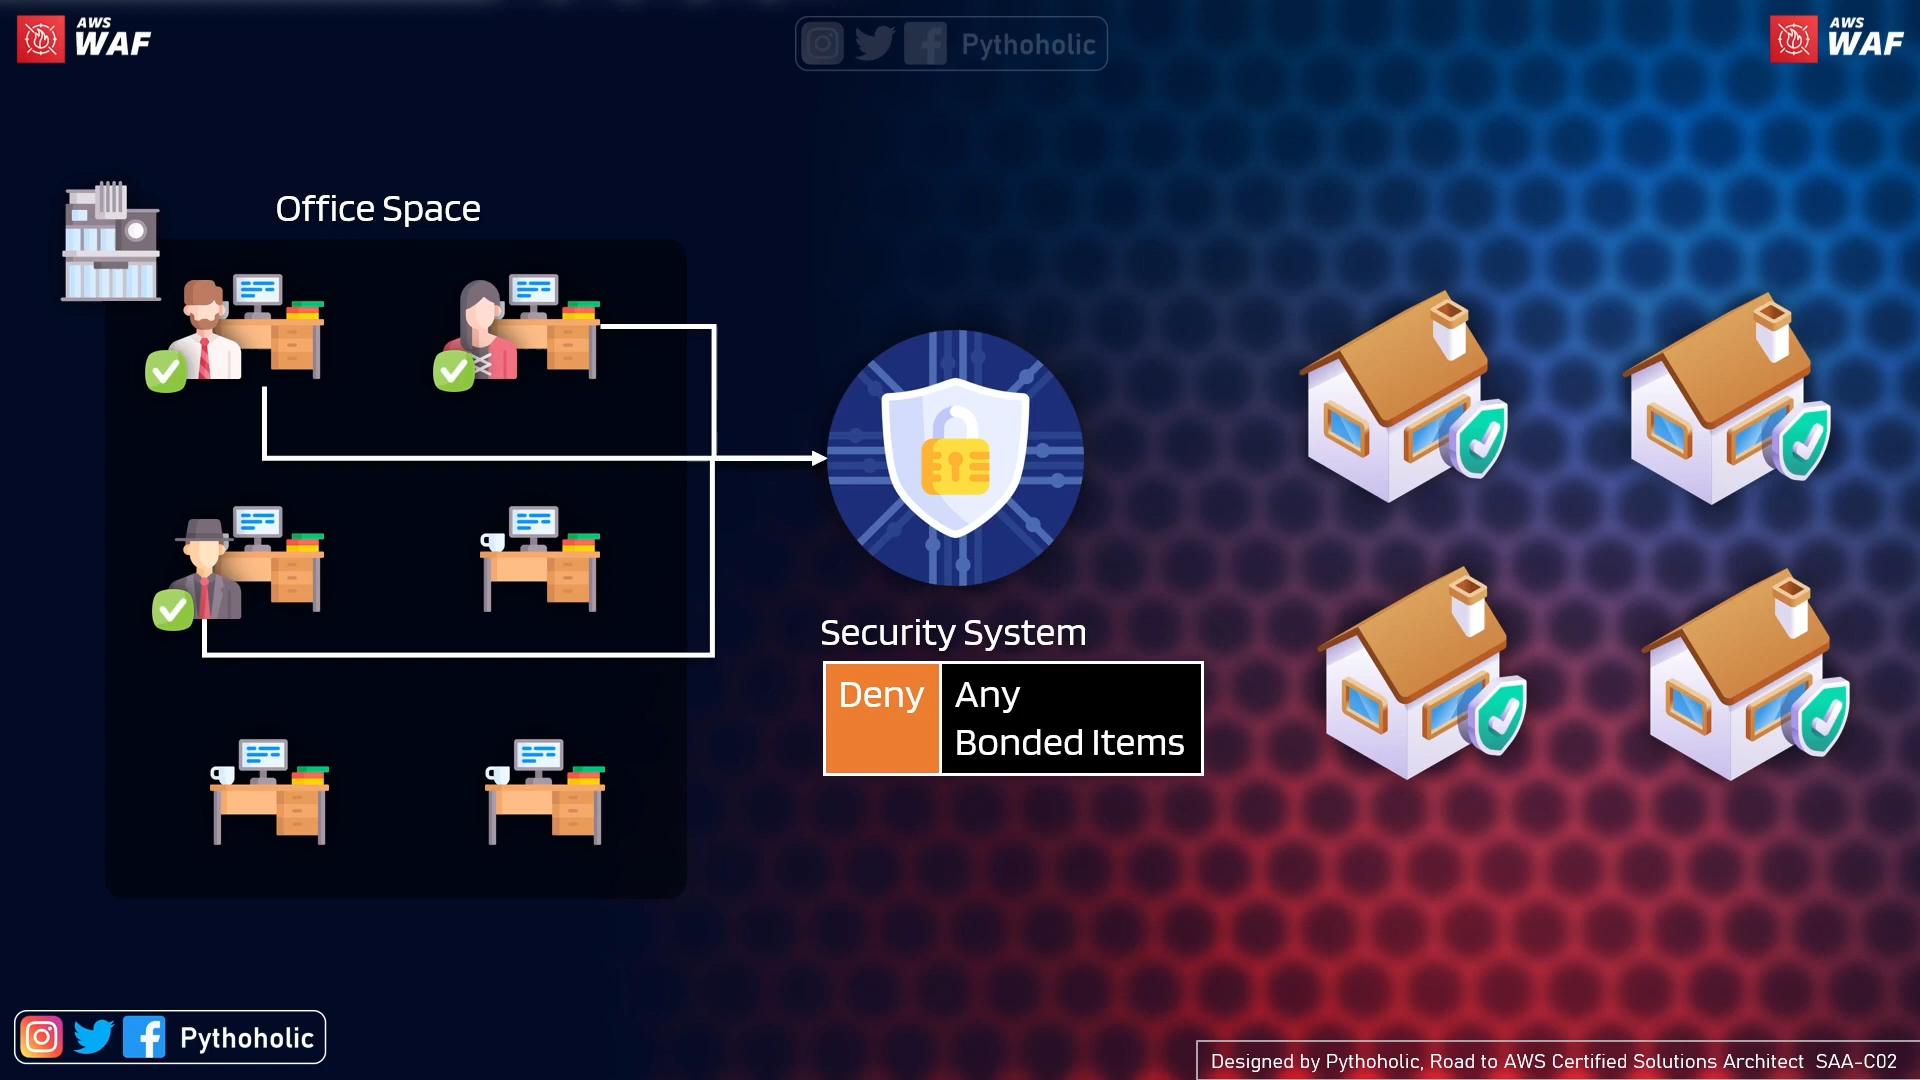 AWS
WAF
Pythoholic
AWS
WAF
Office Space
Security System
Deny
Any
Bonded Items
Pythoholic
Designed by Pythoholic, Road to AWS Certified Solutions Architect SAA-C02